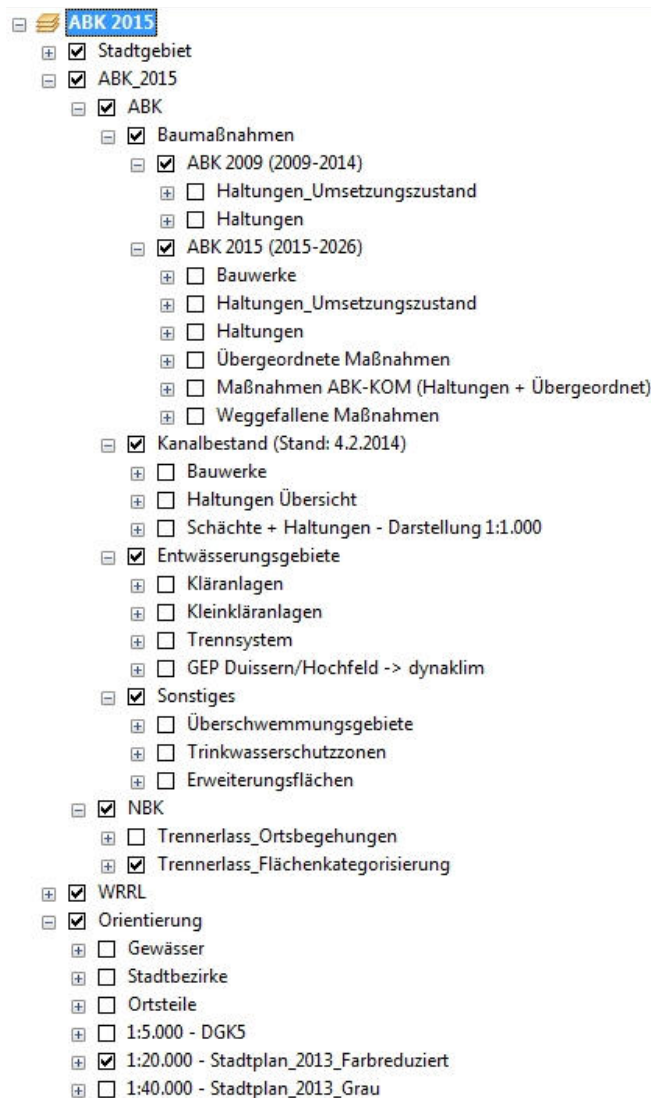 ABK 2015
Stadtgebiet
ABK_2015
ABK
Baumaßnahmen
ABK 2009 (2009-2014)
Haltungen_Umsetzungszustand
Haltungen
ABK 2015 (2015-2026)
Bauwerke
Haltungen_Umsetzungszustand
Haltungen
Übergeordnete Maßnahmen
Maßnahmen ABK-KOM (Haltungen + Übergeordnet)
Weggefallene Maßnahmen
Kanalbestand (Stand: 4.2.2014)
Bauwerke
Haltungen Übersicht
Schächte + Haltungen - Darstellung 1:1.000
Entwässerungsgebiete
Kläranlagen
Kleinkläranlagen
Trennsystem
GEP Duissern/Hochfeld -> dynaklim
Sonstiges
Überschwemmungsgebiete
Trinkwasserschutzzonen
Erweiterungsflächen
NBK
Trennerlass_Ortsbegehungen
Trennerlass_Flächenkategorisierung
WRRL
Orientierung
Gewässer
Stadtbezirke
Ortsteile
1:5.000 - DGK5
1:20.000 - Stadtplan_2013_Farbreduziert
1:40.000 - Stadtplan_2013_Grau